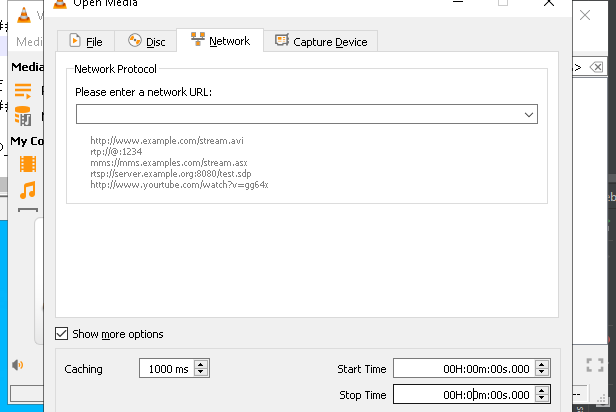 Open Media
Media
File
Disc
Network
Capture Device
Network Protocol
Please enter a network URL:
http://www.example.com/stream.avi
rtp://@:1234
mms://mms.examples.com/stream.asx
rtsp://server.example.org:8080/test.sdp
http://www.yourtube.com/watch?v=gg64x
Show more options
Caching
1000 ms
Start Time
00H:00m:00s.000
Stop Time
00H:00m:00s.000